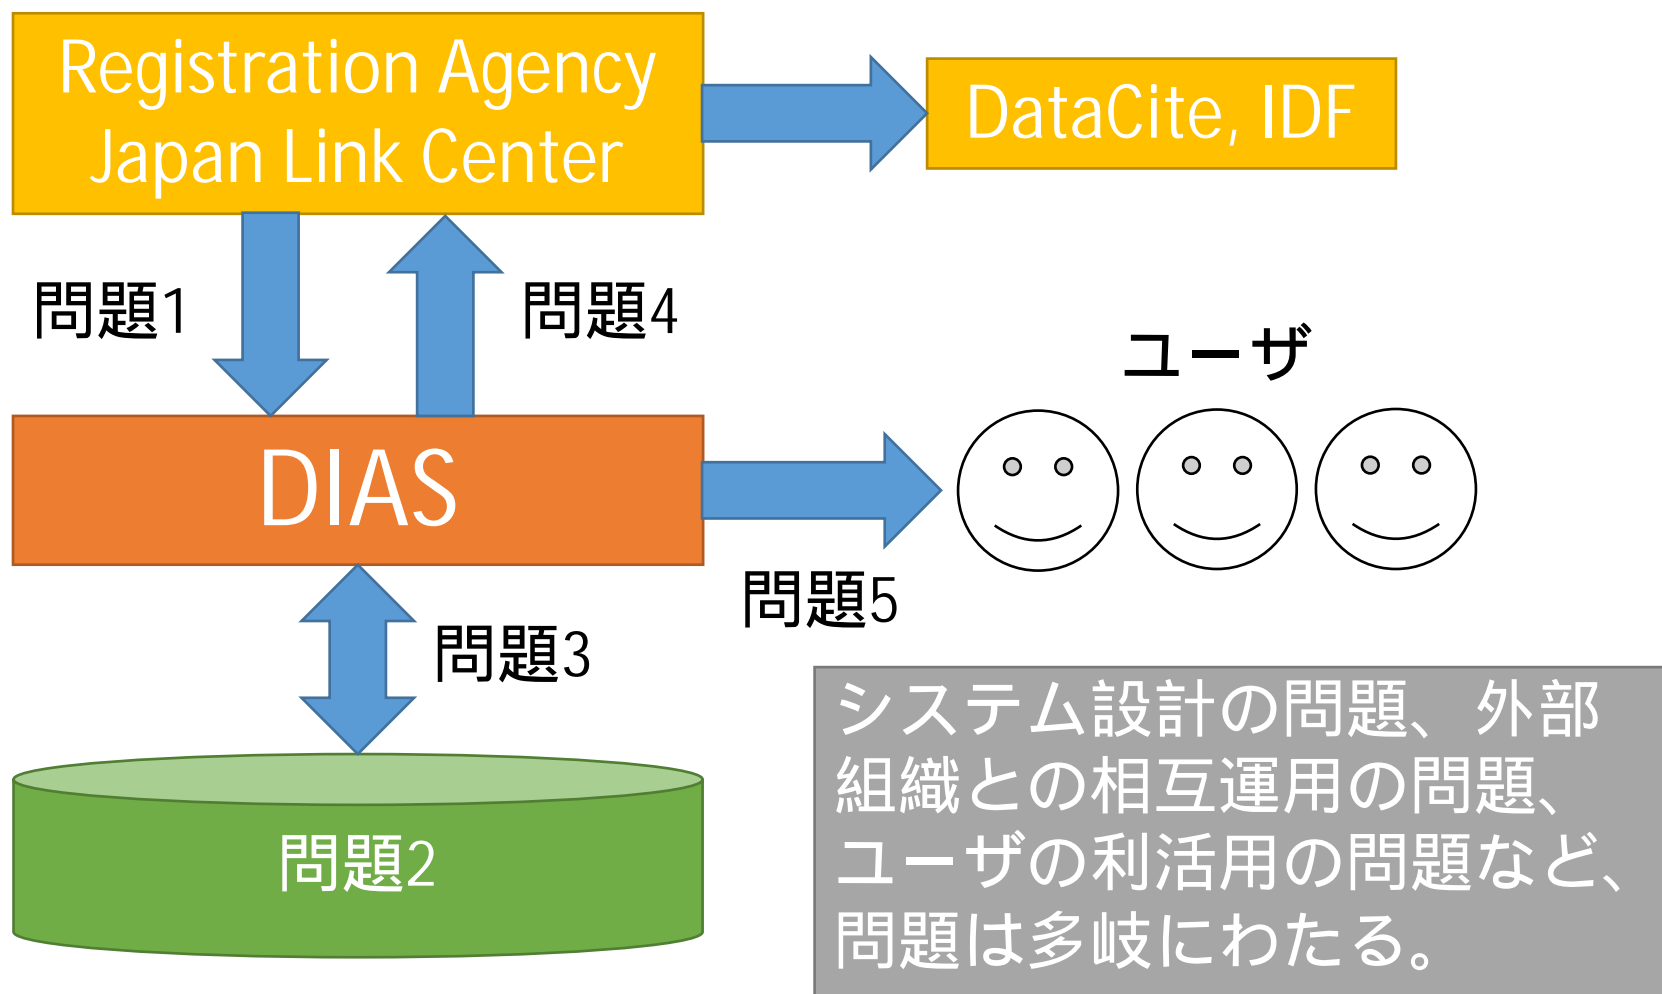 Registration Agency
Japan Link Center
DataCite, IDF
問題1
問題4
ユーザ
DIAS
問題5
問題3
問題2
システム設計の問題、外部
組織との相互運用の問題、
ユーザの利活用の問題など、
問題は多岐にわたる。